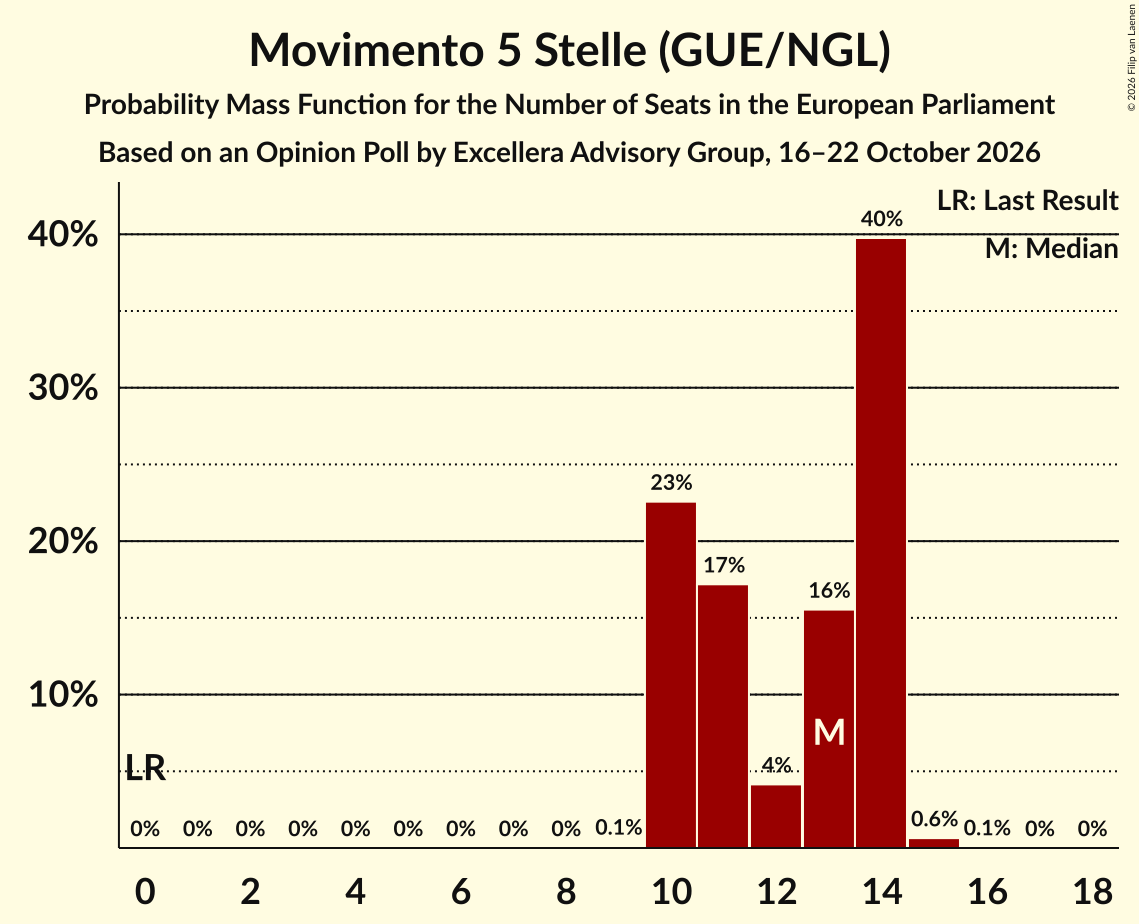 Movimento 5 Stelle (GUE/NGL)
Probability Mass Function for the Number of Seats in the European Parliament
Based on an Opinion Poll by Excellera Advisory Group, 16–22 October 2026
© 2026 Filip van Laenen
LR: Last Result
M: Median
40%
30%
20%
10%
40%
23%
17%
16%
4%
M
LR
0% 0% 0% 0% 0% 0% 0% 0% 0% 0.1% 0.6% 0.1% 0% 0%
0 2 4 6 8 10 12 14 16 18